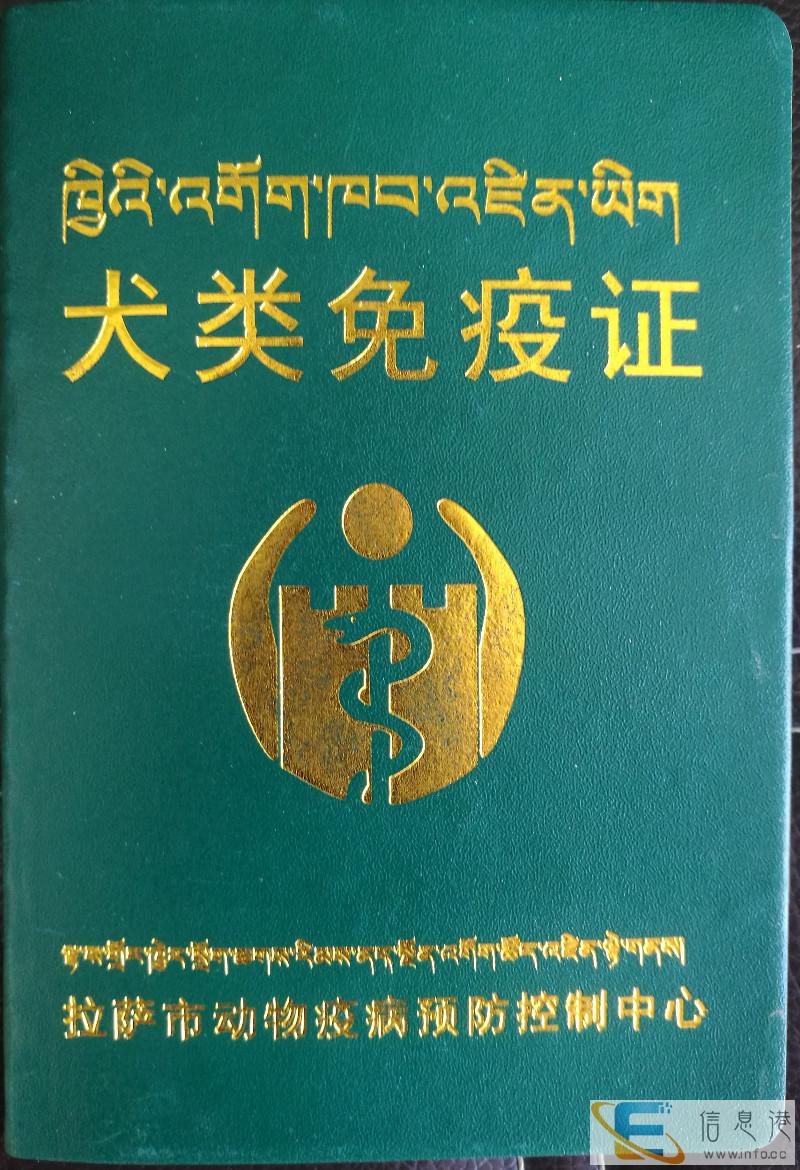 ཁྱིའི་འགོག་ཁབ་འཛིན་ཡིག
犬类免疫证
拉萨市动物疫病预防控制中心
信息港
www.info.cc